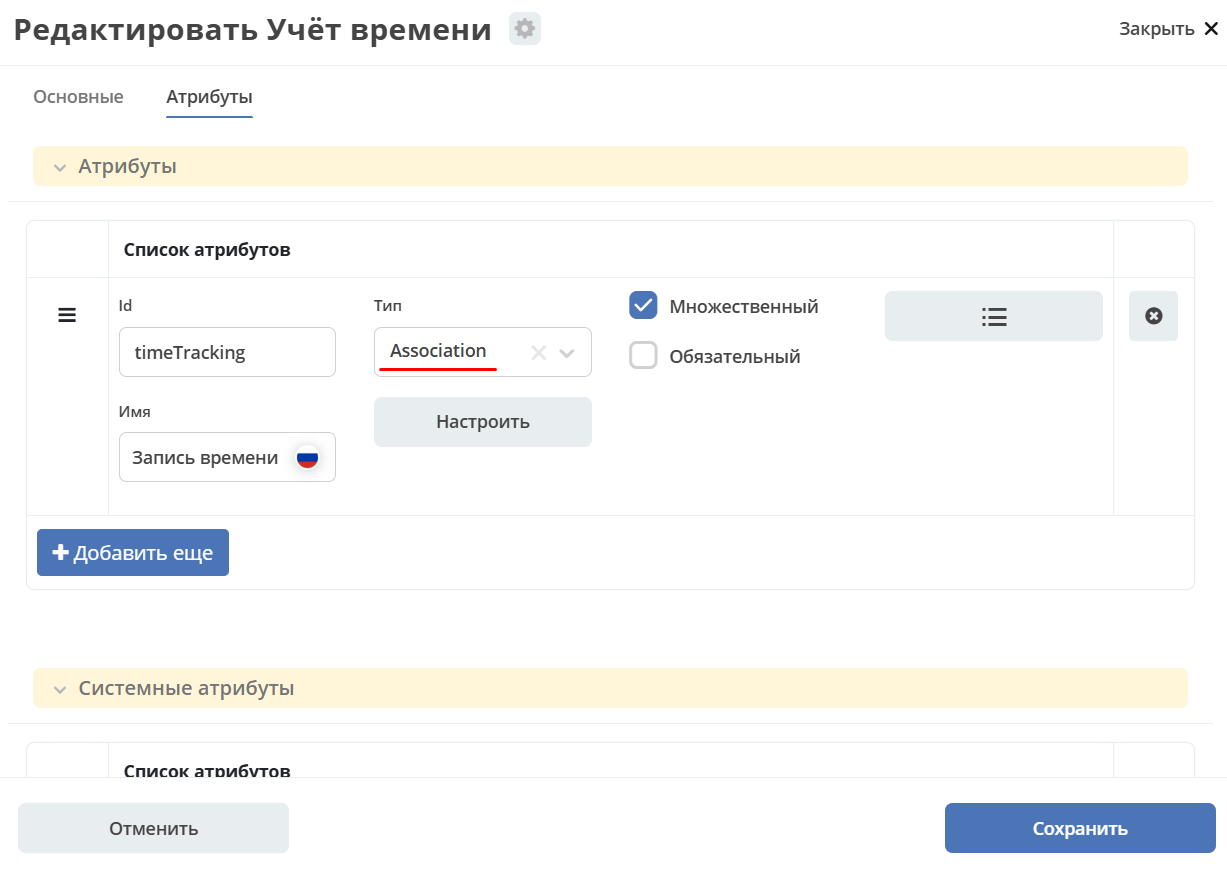 Редактировать Учёт времени
Закрыть
Основные
Атрибуты
Атрибуты
Список атрибутов
Id
Тип
Множественный
timeTracking
Association
Обязательный
Имя
Настроить
Запись времени
Добавить еще
Системные атрибуты
Список атрибутов
Отменить
Сохранить